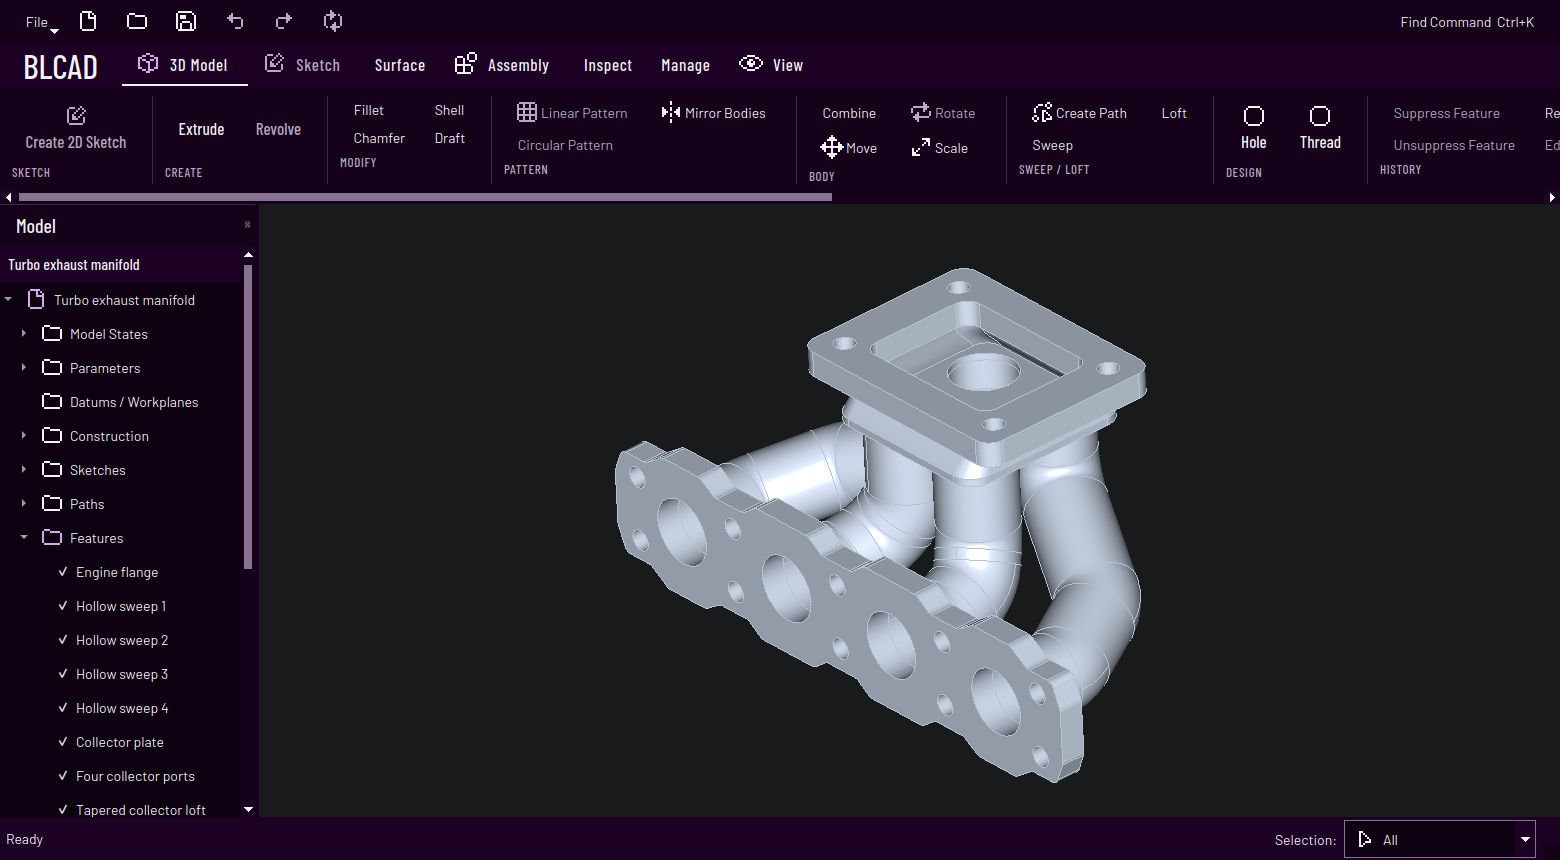 File
Find Command Ctrl+K
BLCAD
3D Model
Sketch
Surface
Assembly
Inspect
Manage
View
Create 2D Sketch
SKETCH
Extrude
Revolve
CREATE
Fillet
Shell
Chamfer
Draft
MODIFY
Linear Pattern
Mirror Bodies
Circular Pattern
PATTERN
Combine
Rotate
Move
Scale
BODY
Create Path
Loft
Sweep
SWEEP / LOFT
Hole
Thread
DESIGN
Suppress Feature
Re
Unsuppress Feature
Ed
HISTORY
Model
Turbo exhaust manifold
Turbo exhaust manifold
Model States
Parameters
Datums / Workplanes
Construction
Sketches
Paths
Features
Engine flange
Hollow sweep 1
Hollow sweep 2
Hollow sweep 3
Hollow sweep 4
Collector plate
Four collector ports
Tapered collector loft
Ready
Selection:
All